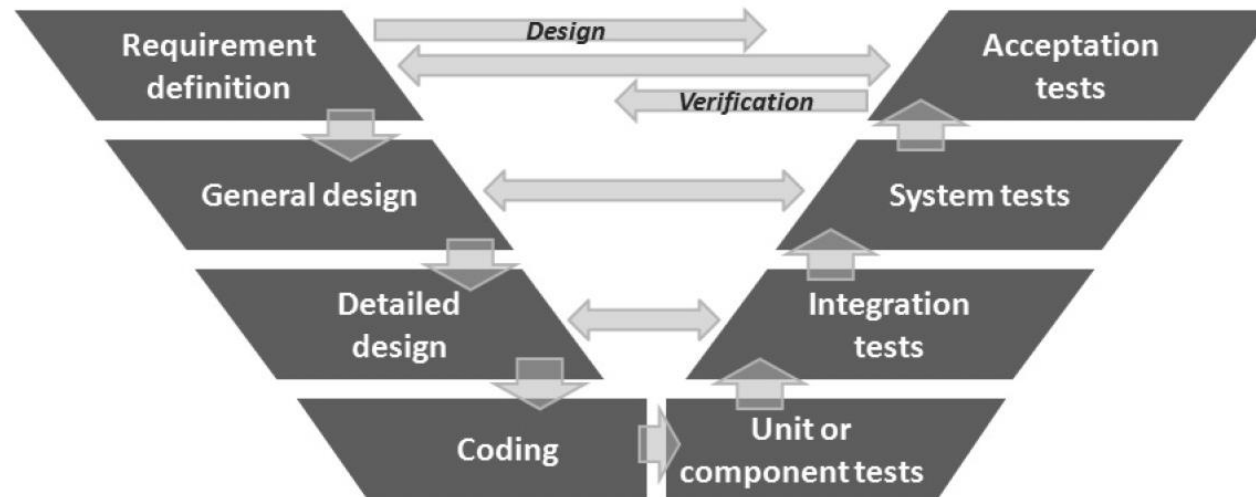 Requirement
definition
Design
Verification
Acceptation
tests
General design
System tests
Detailed
design
Integration
tests
Coding
Unit or
component tests